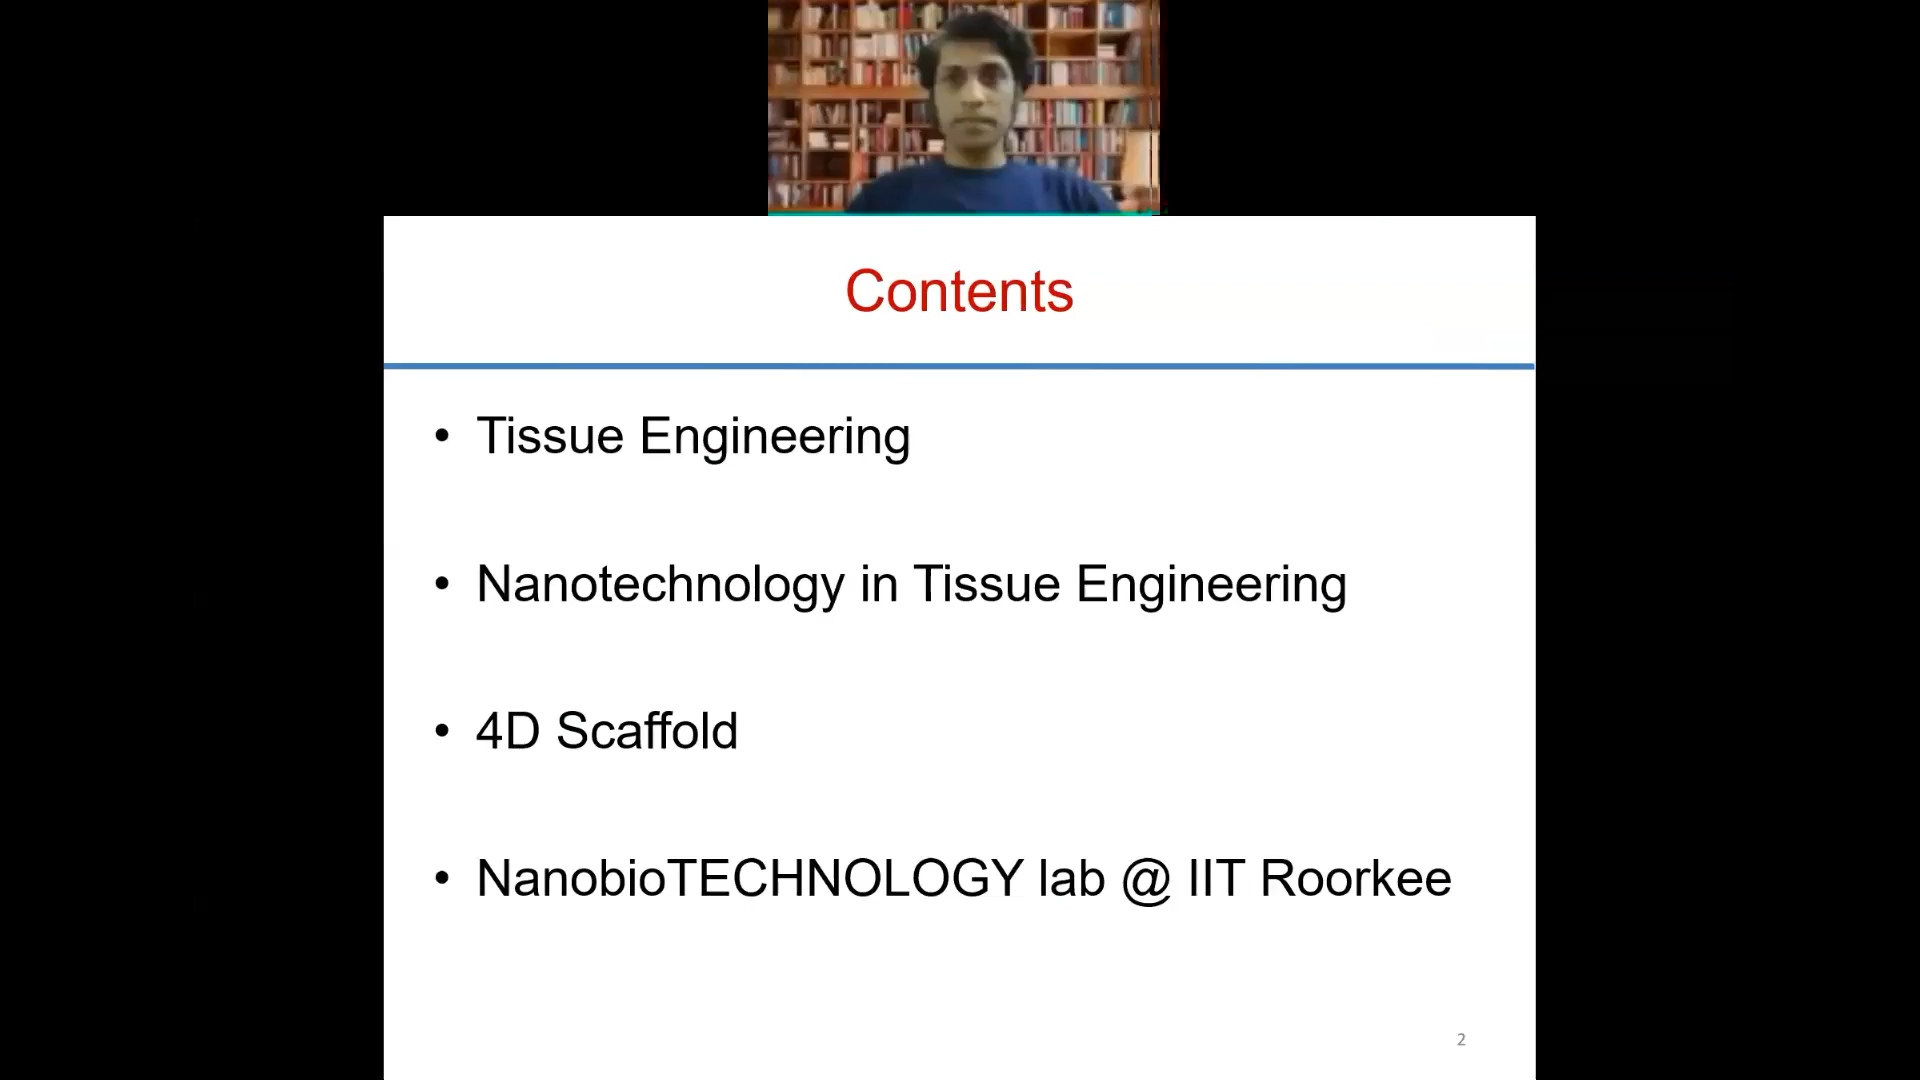 Contents
• Tissue Engineering
• Nanotechnology in Tissue Engineering
• 4D Scaffold
• NanobioTECHNOLOGY lab @ IIT Roorkee
2